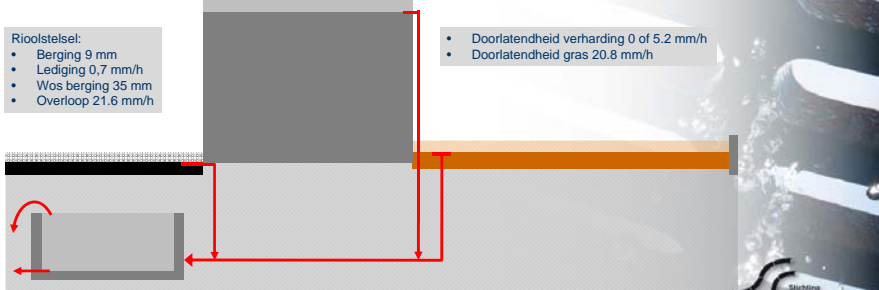 Rioolstelsel:
• Berging 9 mm
• Lediging 0,7 mm/h
• Wos berging 35 mm
• Overloop 21.6 mm/h
• Doorlatendheid verharding 0 of 5.2 mm/h
• Doorlatendheid gras 20.8 mm/h
Stichting